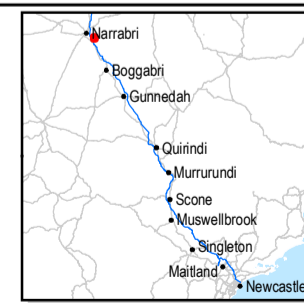 Narrabri
Boggabri
Gunnedah
Quirindi
Murrurundi
Scone
Muswellbrook
Singleton
Maitland
Newcastle